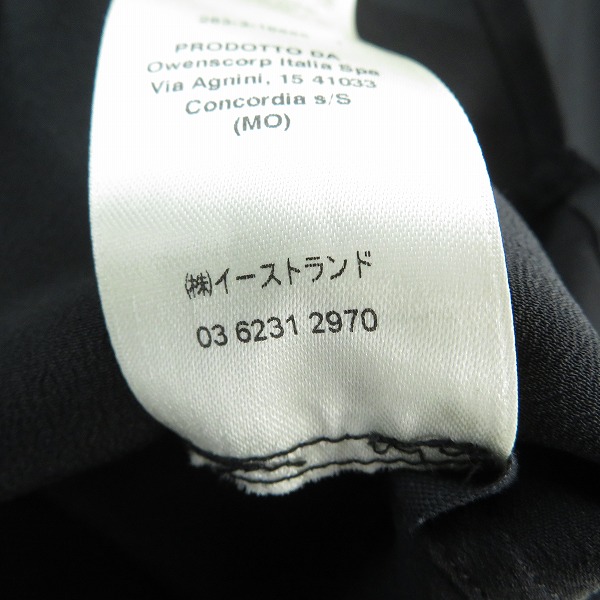 PRODOTTO DA
Owenscorp Italia Spa
Via Agnini, 15 41033
Concordia s/S
(MO)
㈱イーストランド
03 6231 2970